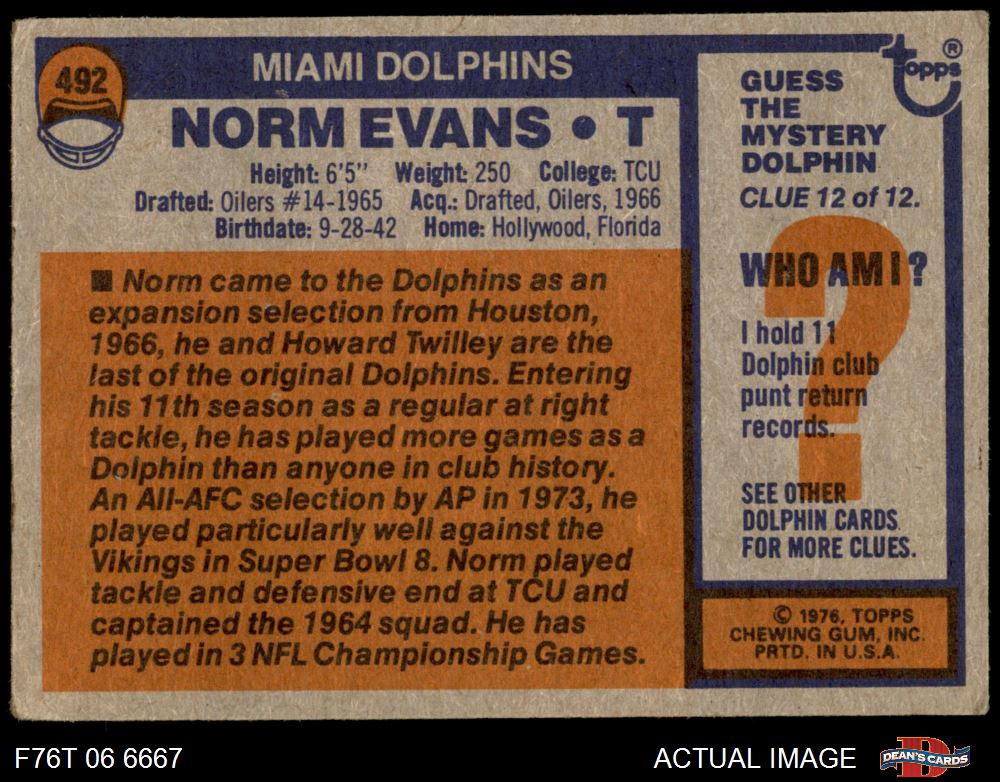 492
MIAMI DOLPHINS
NORM EVANS • T
Height: 6'5" Weight: 250 College: TCU
Drafted: Oilers #14-1965 Acq.: Drafted, Oilers, 1966
Birthdate: 9-28-42 Home: Hollywood, Florida
■ Norm came to the Dolphins as an
expansion selection from Houston,
1966, he and Howard Twilley are the
last of the original Dolphins. Entering
his 11th season as a regular at right
tackle, he has played more games as a
Dolphin than anyone in club history.
An All-AFC selection by AP in 1973, he
played particularly well against the
Vikings in Super Bowl 8. Norm played
tackle and defensive end at TCU and
captained the 1964 squad. He has
played in 3 NFL Championship Games.
topps ®
GUESS
THE
MYSTERY
DOLPHIN
CLUE 12 of 12.
?
WHO AM I?
I hold 11
Dolphin club
punt return
records.
SEE OTHER
DOLPHIN CARDS
FOR MORE CLUES.
© 1976, TOPPS
CHEWING GUM, INC.
PRTD. IN U.S.A.
F76T 06 6667
ACTUAL IMAGE
DEAN'S CARDS